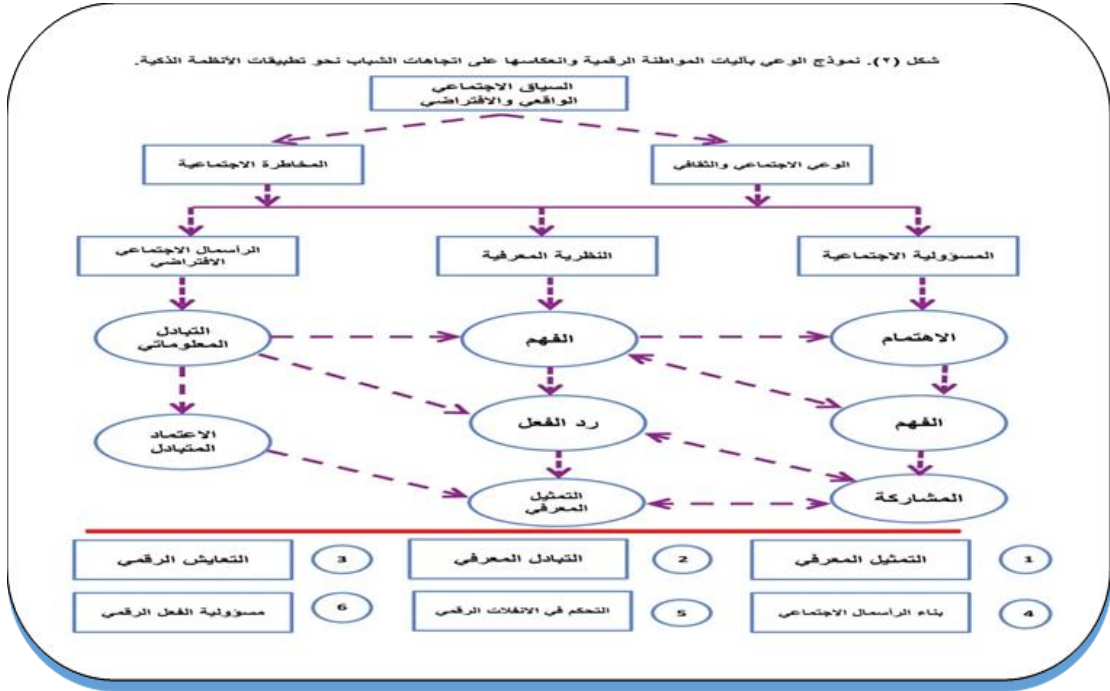 شكل (٢). نموذج الوعي بآليات المواطنة الرقمية وانعكاسها على اتجاهات الشباب نحو تطبيقات الأنظمة الذكية.
السياق الاجتماعي
الواقعي والافتراضي
الوعي الاجتماعي والثقافي
المخاطرة الاجتماعية
المسؤولية الاجتماعية
النظرية المعرفية
الرأسمال الاجتماعي
الافتراضي
الاهتمام
الفهم
التبادل
المعلوماتي
الفهم
رد الفعل
الاعتماد
المتبادل
المشاركة
التمثيل
المعرفي
1 التمثيل المعرفي
2 التبادل المعرفي
3 التعايش الرقمي
4 بناء الرأسمال الاجتماعي
5 التحكم في الانفلات الرقمي
6 مسؤولية الفعل الرقمي